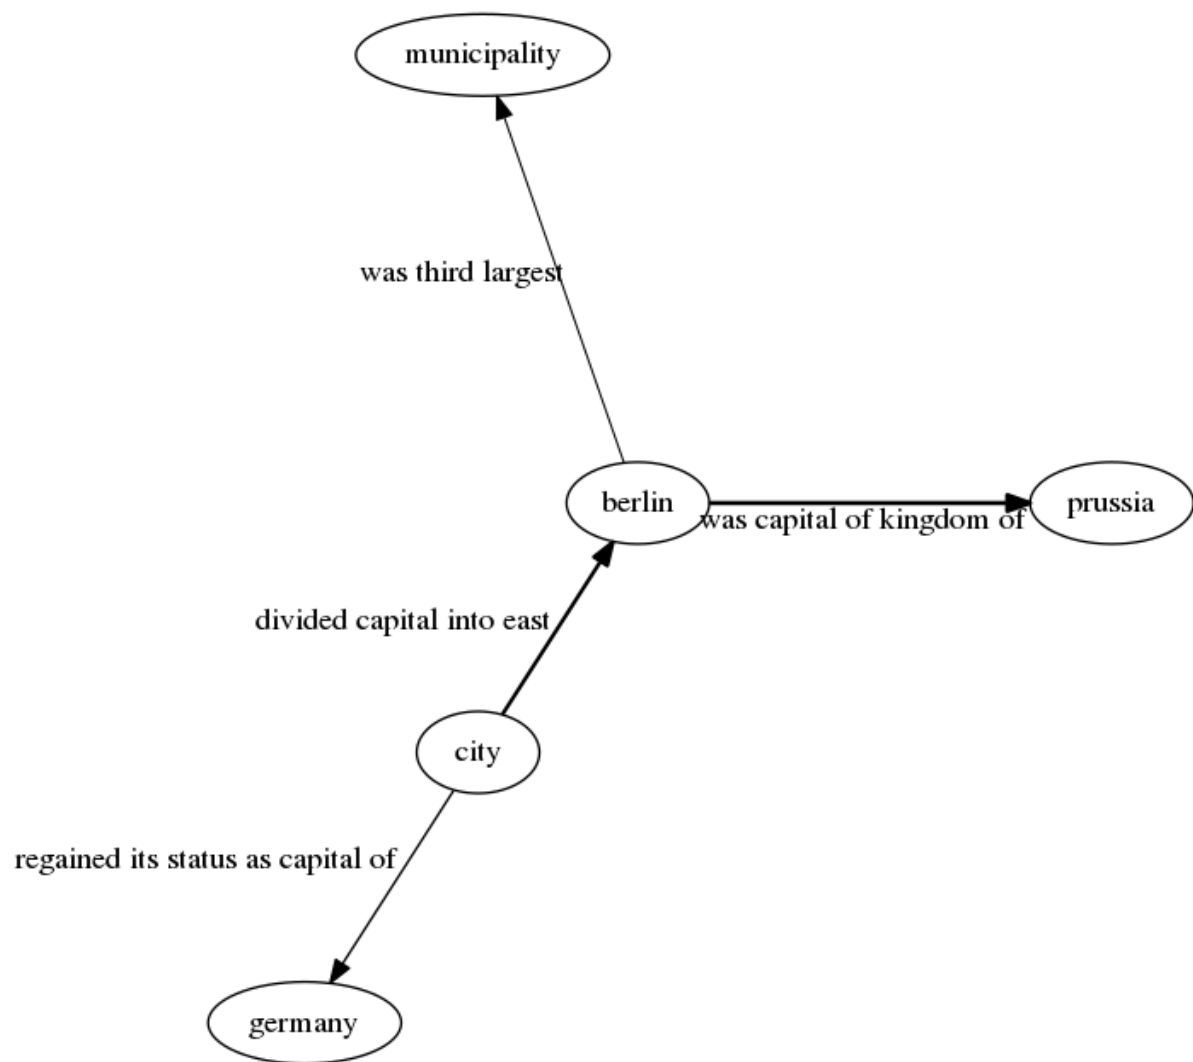 municipality
was third largest
berlin
prussia
was capital of kingdom of
divided capital into east
city
regained its status as capital of
germany